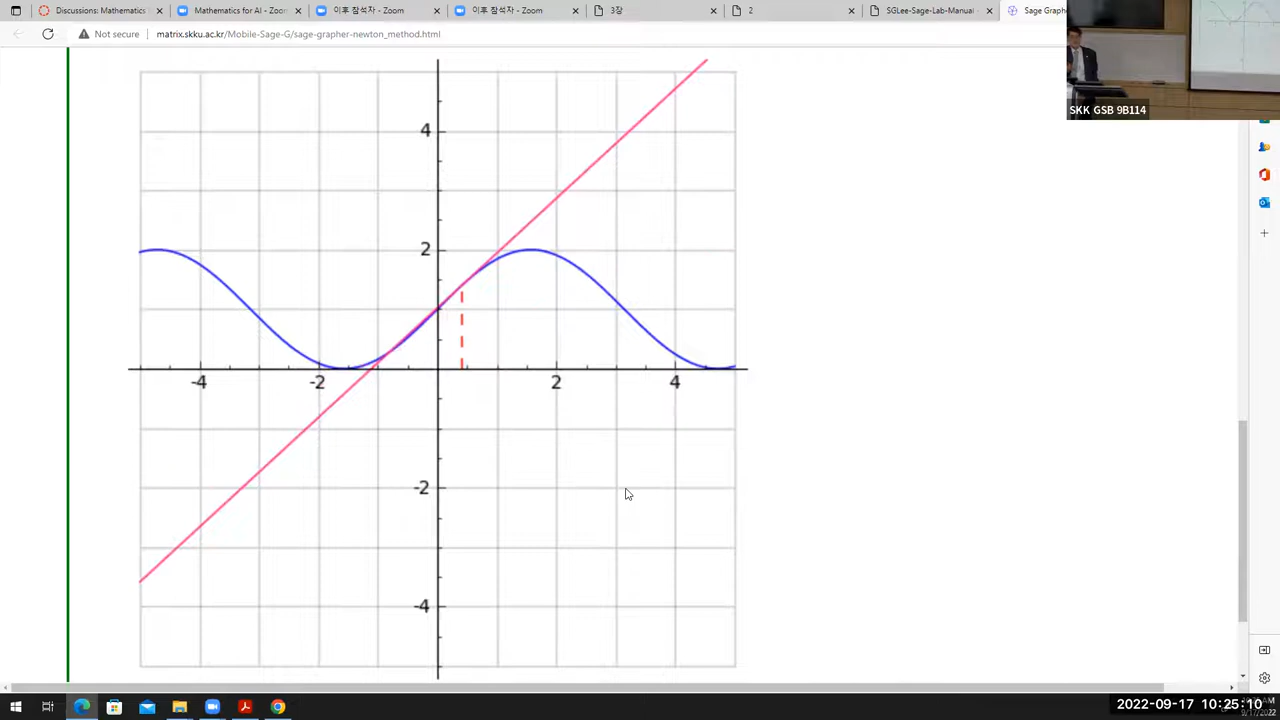 Discussions: Mathematics
Mathematics for AI - Zoom
이후 참석자 - Zoom
이후 참석자 - Zoom
3장
2
SGLee-Sage-Lab-Manual
Sage Graph
Not secure
matrix.skku.ac.kr/Mobile-Sage-G/sage-grapher-newton_method.html
SKK GSB 9B114
4
2
-4
-2
2
4
-2
-4
2022-09-17 10:25:10